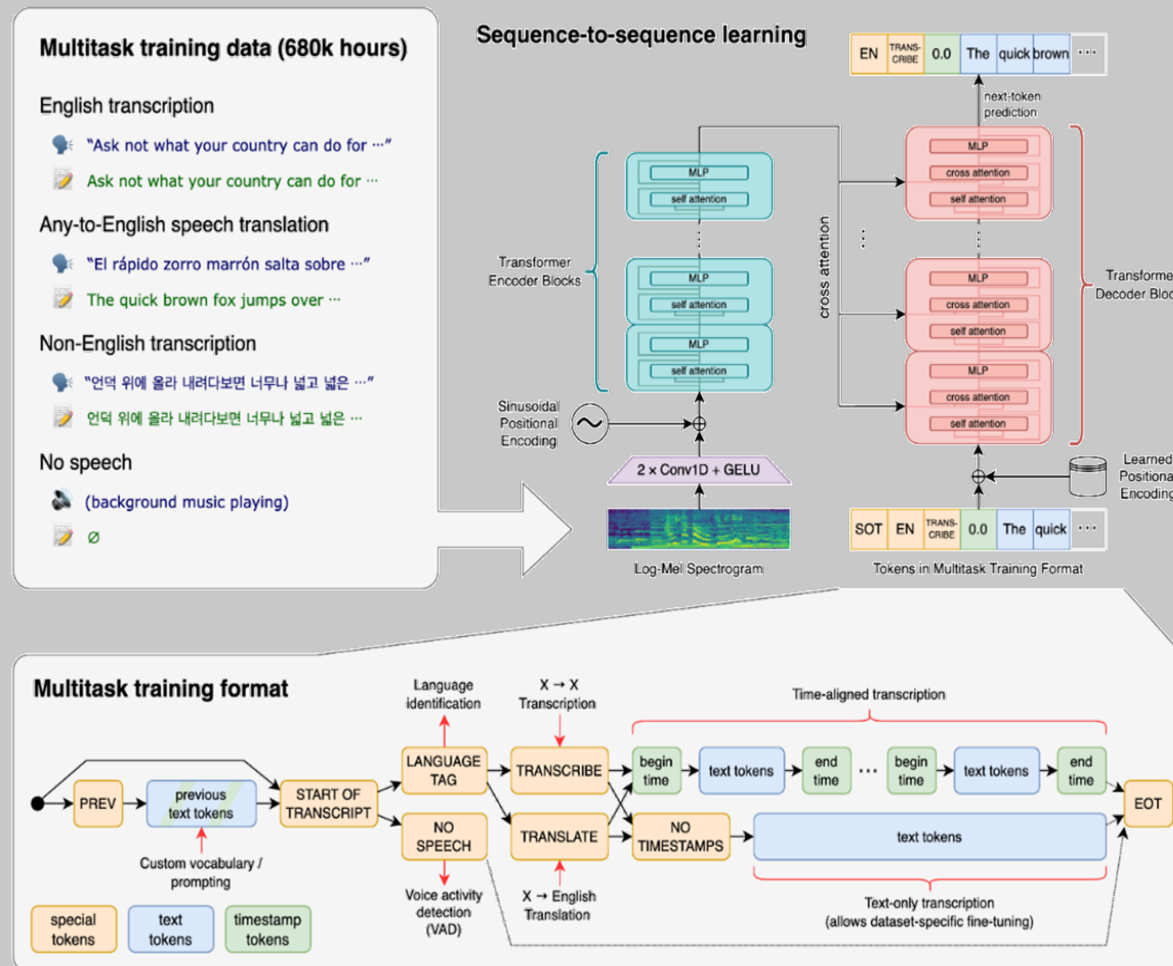 Multitask training data (680k hours)
English transcription
“Ask not what your country can do for ⋯”
Ask not what your country can do for ⋯
Any-to-English speech translation
“El rápido zorro marrón salta sobre ⋯”
The quick brown fox jumps over ⋯
Non-English transcription
“언덕 위에 올라 내려다보면 너무나 넓고 넓은 ⋯”
언덕 위에 올라 내려다보면 너무나 넓고 넓은 ⋯
No speech
(background music playing)
∅
Sequence-to-sequence learning
EN TRANS-CRIBE 0.0 The quick brown ⋯
next-token
prediction
MLP
self attention
MLP
self attention
MLP
self attention
Transformer
Encoder Blocks
Sinusoidal
Positional
Encoding
2 × Conv1D + GELU
Log-Mel Spectrogram
cross attention
MLP
cross attention
self attention
MLP
cross attention
self attention
MLP
cross attention
self attention
Transforme
Decoder Bloc
Learned
Positiona
Encoding
SOT EN TRANS-CRIBE 0.0 The quick ⋯
Tokens in Multitask Training Format
Multitask training format
Language
identification
X → X
Transcription
Time-aligned transcription
PREV
previous
text tokens
START OF
TRANSCRIPT
LANGUAGE
TAG
TRANSCRIBE
begin
time
text tokens
end
time
⋯
begin
time
text tokens
end
time
EOT
NO
SPEECH
TRANSLATE
NO
TIMESTAMPS
text tokens
Custom vocabulary /
prompting
Voice activity
detection
(VAD)
X → English
Translation
Text-only transcription
(allows dataset-specific fine-tuning)
special
tokens
text
tokens
timestamp
tokens